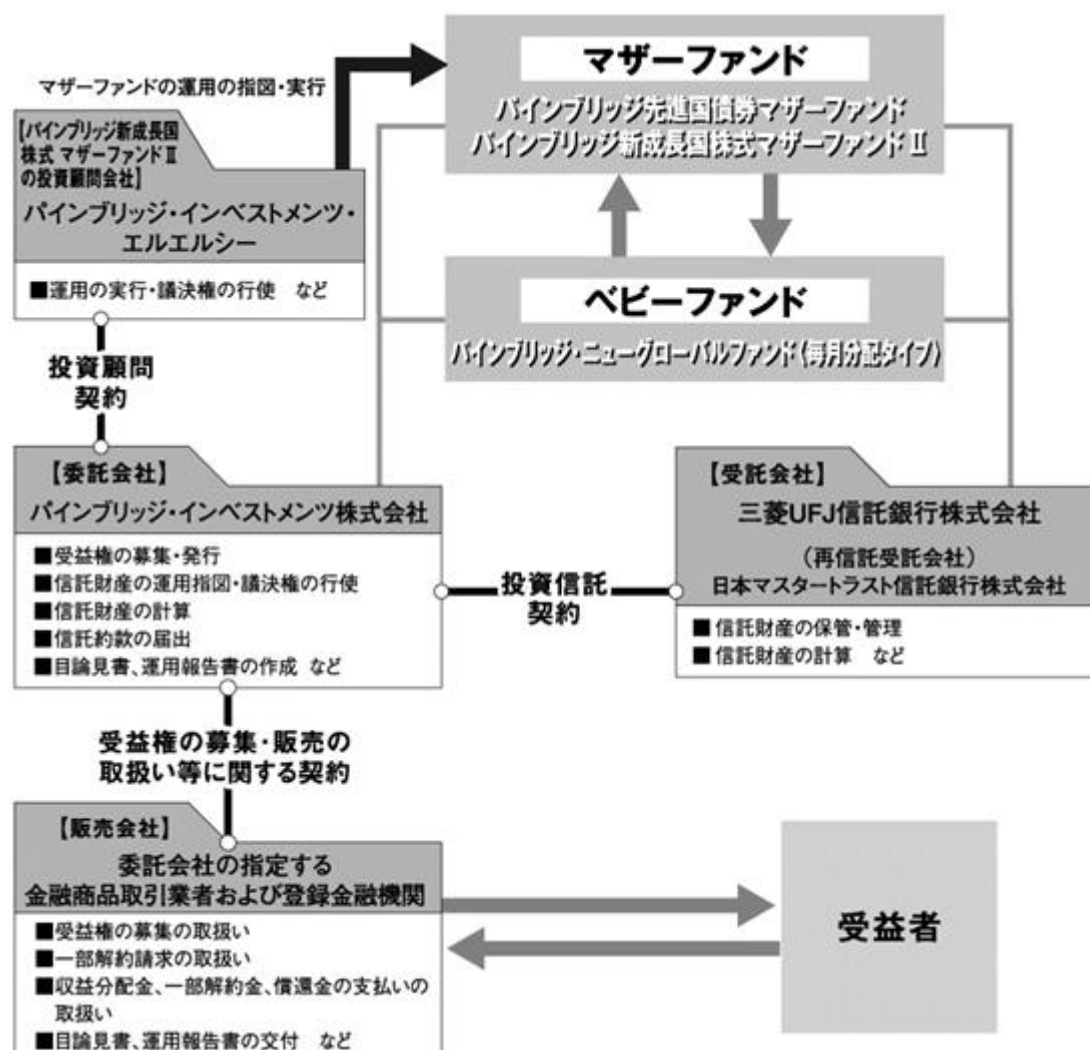 マザーファンド
パインブリッジ先進国債券マザーファンド
パインブリッジ新成長国株式マザーファンドⅡ
マザーファンドの運用の指図・実行
【パインブリッジ新成長国
株式 マザーファンドⅡ
の投資顧問会社】
パインブリッジ・インベストメンツ・
エルエルシー
■運用の実行・議決権の行使 など
ベビーファンド
パインブリッジ・ニューグローバルファンド(毎月分配タイプ)
投資顧問
契約
【委託会社】
パインブリッジ・インベストメンツ株式会社
■受益権の募集・発行
■信託財産の運用指図・議決権の行使
■信託財産の計算
■信託約款の届出
■目論見書、運用報告書の作成 など
投資信託
契約
【受託会社】
三菱UFJ信託銀行株式会社
(再信託受託会社)
日本マスタートラスト信託銀行株式会社
■信託財産の保管・管理
■信託財産の計算 など
受益権の募集・販売の
取扱い等に関する契約
【販売会社】
委託会社の指定する
金融商品取引業者および登録金融機関
■受益権の募集の取扱い
■一部解約請求の取扱い
■収益分配金、一部解約金、償還金の支払いの
取扱い
■目論見書、運用報告書の交付 など
受益者